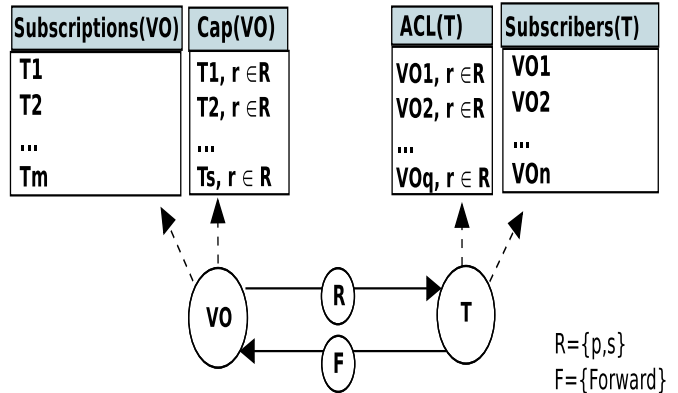 Subscriptions(VO)
T1
T2
...
Tm
Cap(VO)
T1, r ∈R
T2, r ∈R
...
Ts, r ∈ R
ACL(T)
VO1, r ∈R
VO2, r ∈R
...
VOq, r ∈ R
Subscribers(T)
VO1
VO2
...
VOn
VO
R
F
T
R={p,s}
F={Forward}